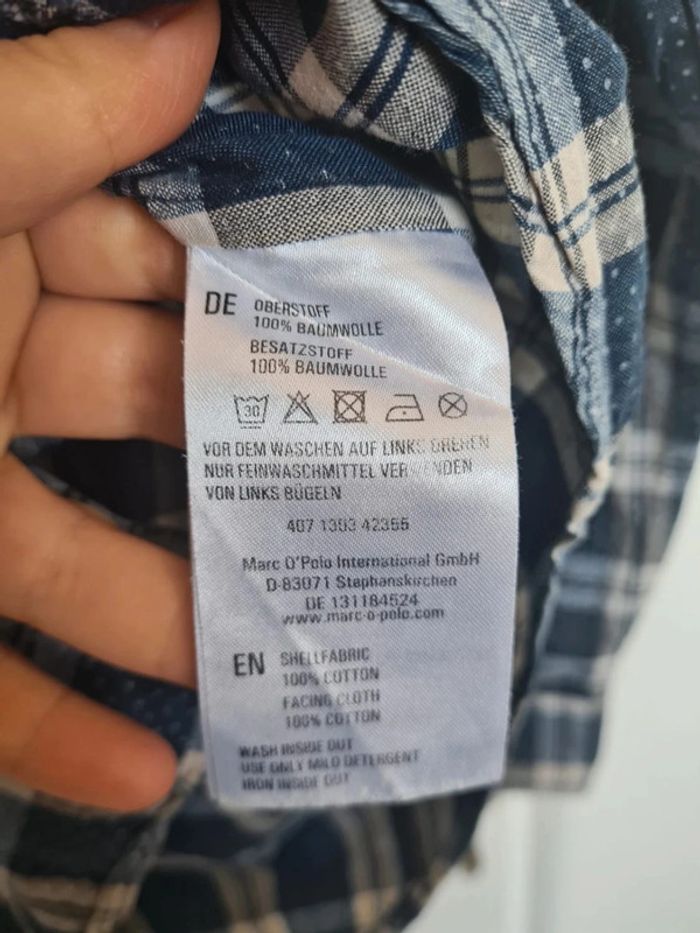 DE OBERSTOFF
100% BAUMWOLLE
BESATZSTOFF
100% BAUMWOLLE
30
VOR DEM WASCHEN AUF LINKS DREHEN
NUR FEINWASCHMITTEL VERWENDEN
VON LINKS BÜGELN
407 1393 42355
Marc O'Polo International GmbH
D-83071 Stephanskirchen
DE 131184524
www.marc-o-polo.com
EN SHELLFABRIC
100% COTTON
FACING CLOTH
100% COTTON
WASH INSIDE OUT
USE ONLY MILD DETERGENT
IRON INSIDE OUT